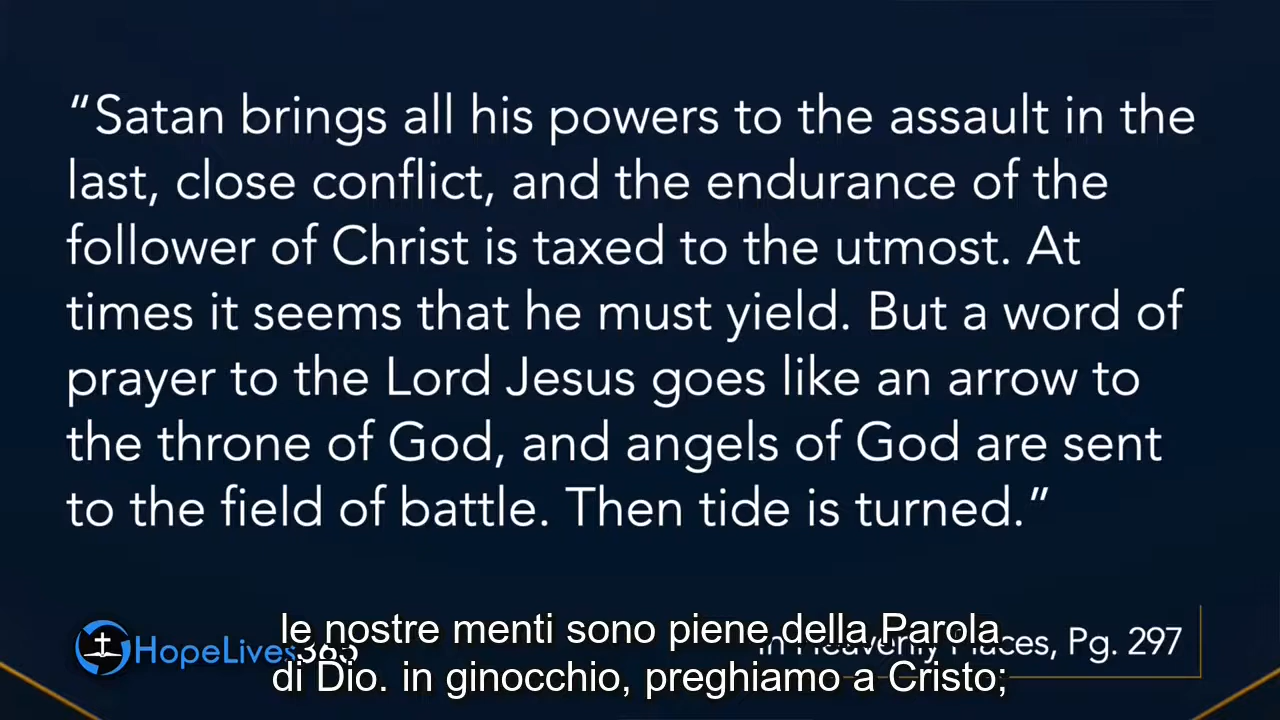 “Satan brings all his powers to the assault in the
last, close conflict, and the endurance of the
follower of Christ is taxed to the utmost. At
times it seems that he must yield. But a word of
prayer to the Lord Jesus goes like an arrow to
the throne of God, and angels of God are sent
to the field of battle. Then tide is turned.”
HopeLives365
In Heavenly Places, Pg. 297
le nostre menti sono piene della Parola
di Dio. in ginocchio, preghiamo a Cristo;